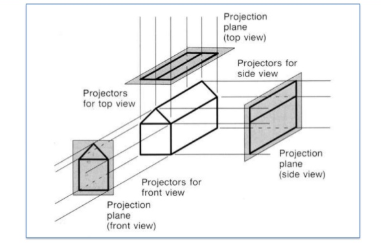 Projection
plane
(top view)
Projectors for
side view
Projectors
for top view
Projection
plane
(side view)
Projectors for
front view
Projection
plane
(front view)